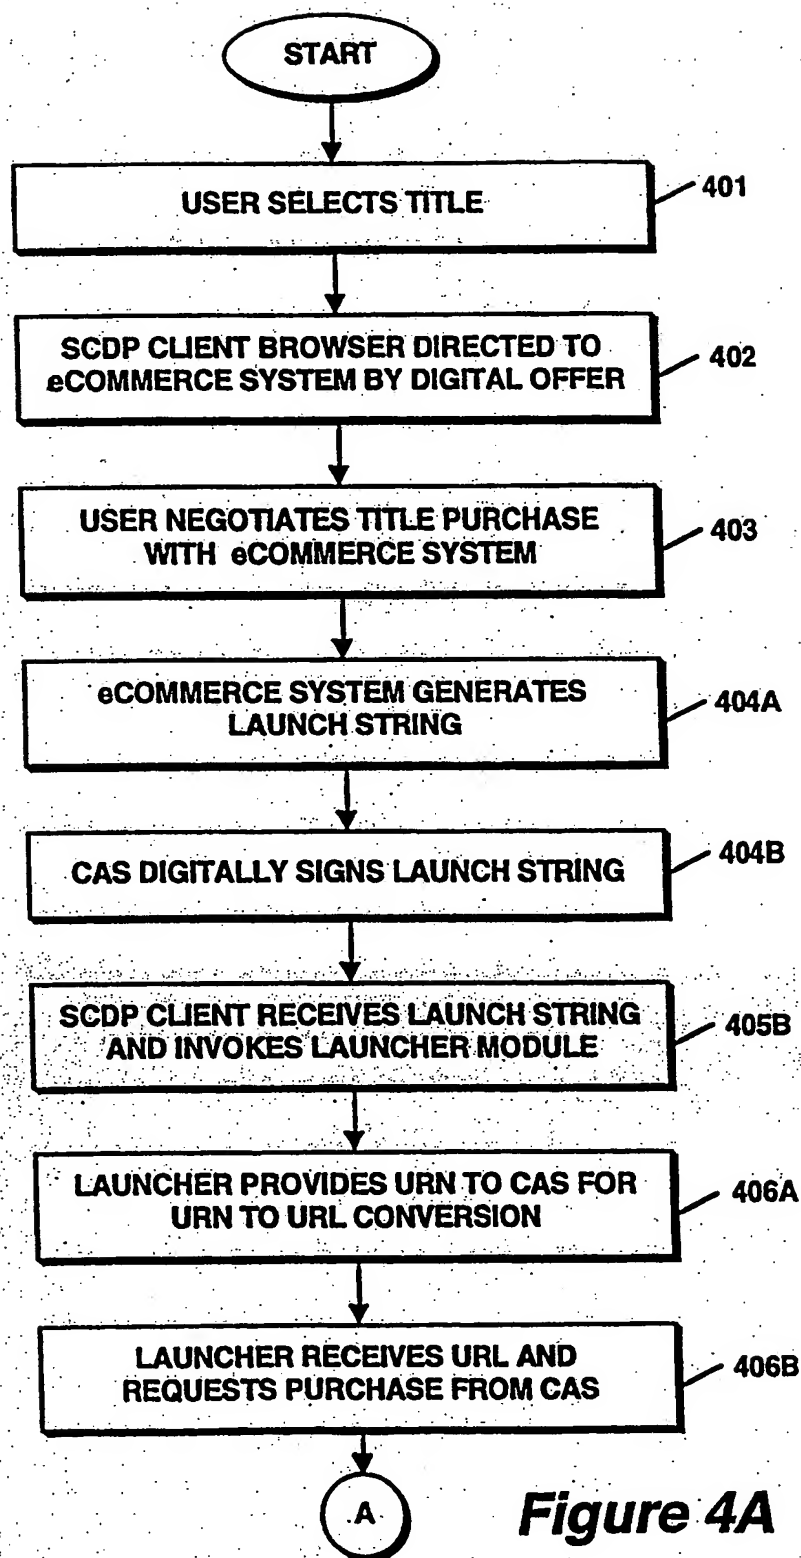 START
USER SELECTS TITLE
401
SCDP CLIENT BROWSER DIRECTED TO
eCOMMERCE SYSTEM BY DIGITAL OFFER
402
USER NEGOTIATES TITLE PURCHASE
WITH eCOMMERCE SYSTEM
403
eCOMMERCE SYSTEM GENERATES
LAUNCH STRING
404A
CAS DIGITALLY SIGNS LAUNCH STRING
404B
SCDP CLIENT RECEIVES LAUNCH STRING
AND INVOKES LAUNCHER MODULE
405B
LAUNCHER PROVIDES URN TO CAS FOR
URN TO URL CONVERSION
406A
LAUNCHER RECEIVES URL AND
REQUESTS PURCHASE FROM CAS
406B
A
Figure 4A